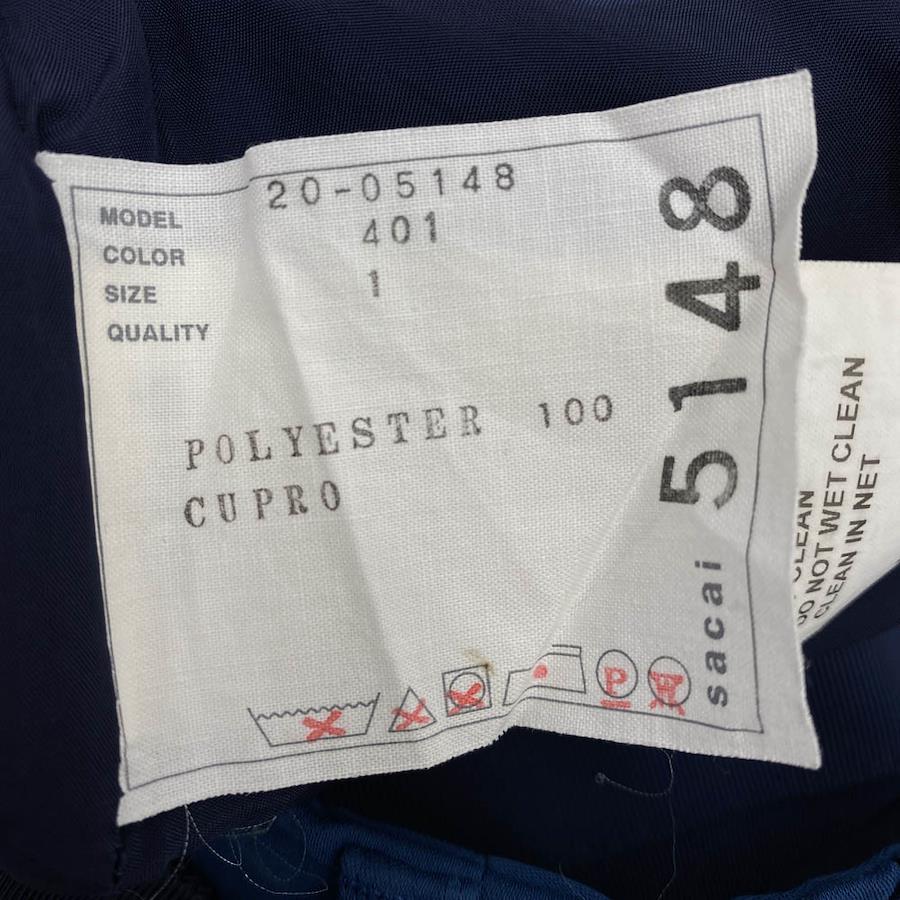 MODEL 20-05148
COLOR 401
SIZE 1
QUALITY
POLYESTER 100
CUPRO
P
sacai 5148
DO NOT WET CLEAN
CLEAN IN NET